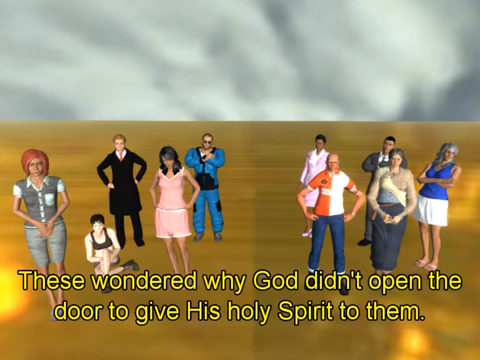 These wondered why God didn't open the
door to give His holy Spirit to them.